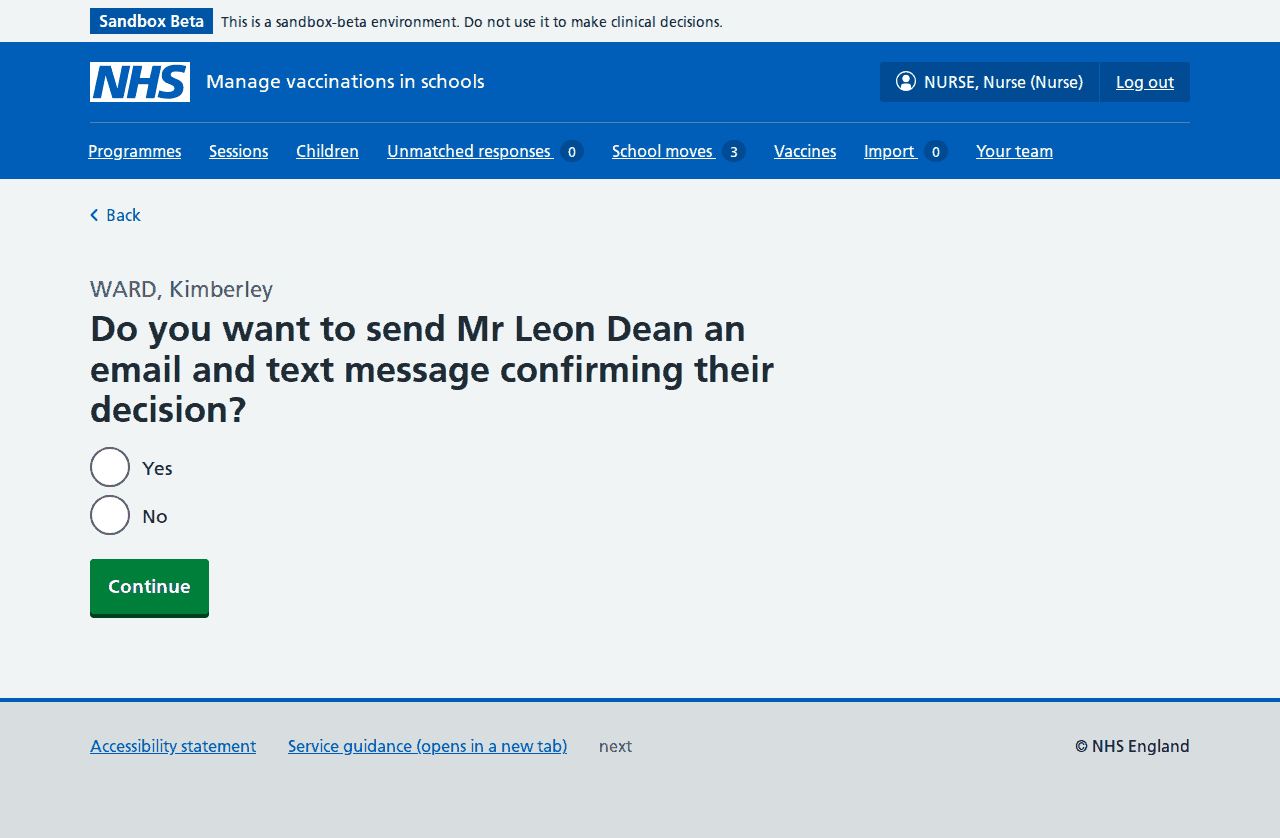 Sandbox Beta This is a sandbox-beta environment. Do not use it to make clinical decisions.
NHS Manage vaccinations in schools NURSE, Nurse (Nurse) Log out
Programmes Sessions Children Unmatched responses 0 School moves 3 Vaccines Import 0 Your team
Back
WARD, Kimberley
Do you want to send Mr Leon Dean an
email and text message confirming their
decision?
Yes
No
Continue
Accessibility statement Service guidance (opens in a new tab) next © NHS England